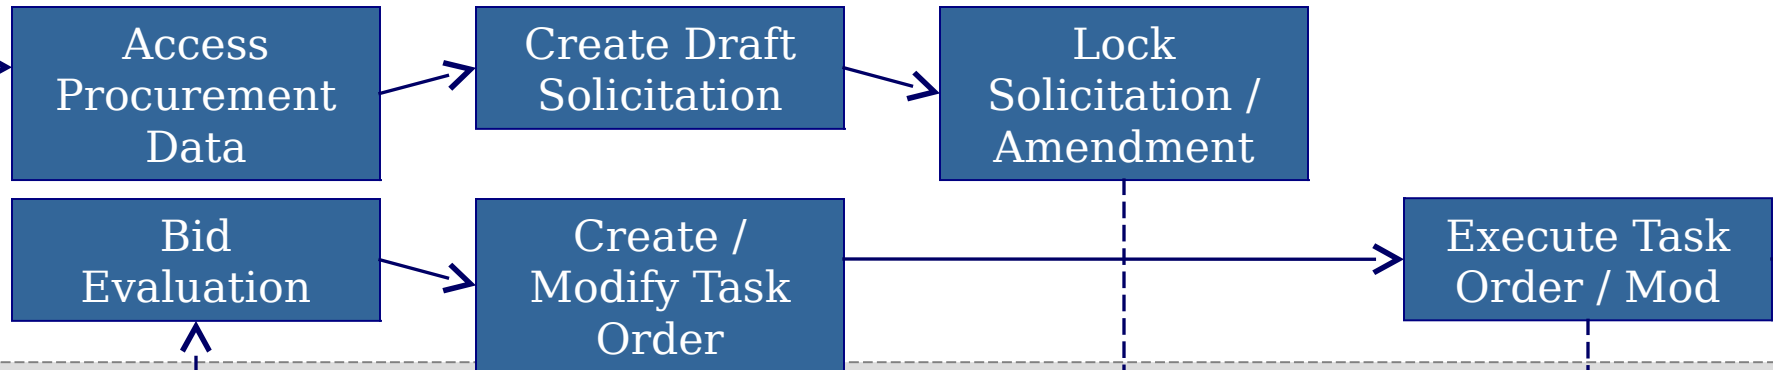 Access
Procurement
Data
Create Draft
Solicitation
Lock
Solicitation /
Amendment
Bid
Evaluation
Create /
Modify Task
Order
Execute Task
Order / Mod